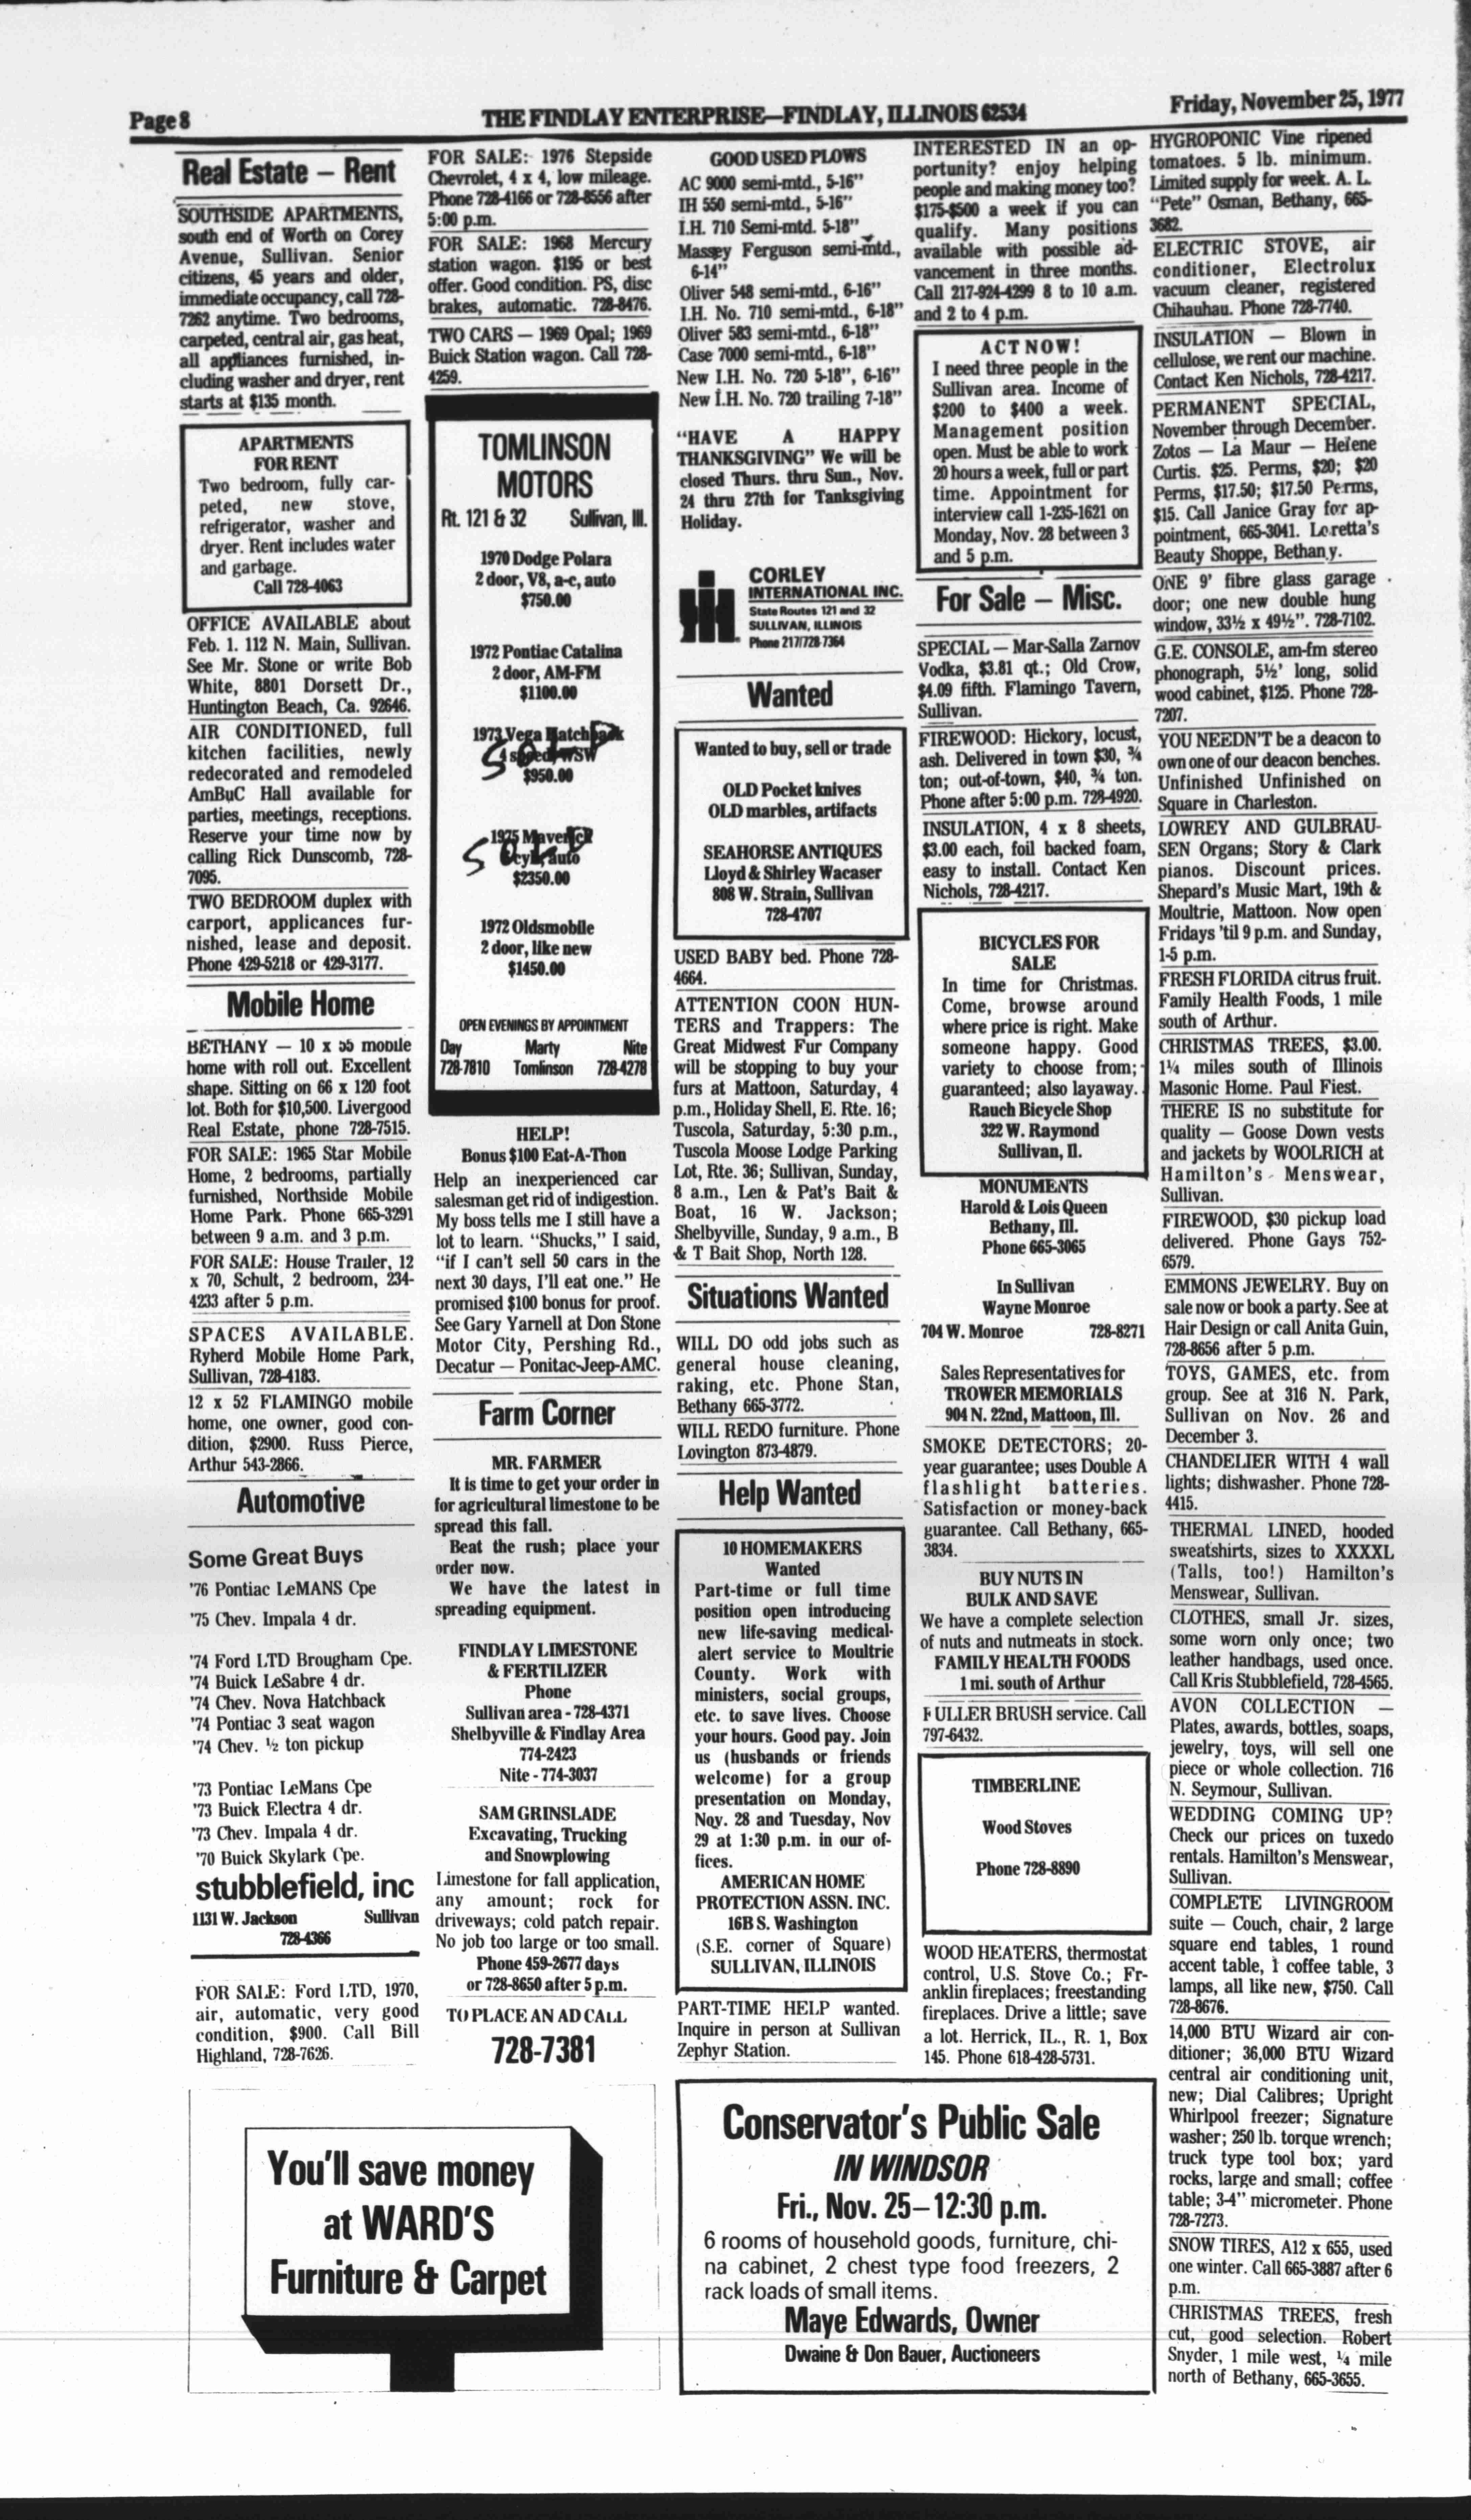 Page 8
THE FINDLAY ENTERPRISE—FINDLAY, ILLINOIS 62534
Friday, November 25, 1977
Real Estate — Rent
SOUTHSIDE APARTMENTS,
south end of Worth on Corey
Avenue, Sullivan. Senior
citizens, 45 years and older,
immediate occupancy, call 728-
7262 anytime. Two bedrooms,
carpeted, central air, gas heat,
all appliances furnished, in-
cluding washer and dryer, rent
starts at $135 month.
APARTMENTS
FOR RENT
Two bedroom, fully car-
peted, new stove,
refrigerator, washer and
dryer. Rent includes water
and garbage.
Call 728-4063
OFFICE AVAILABLE about
Feb. 1. 112 N. Main, Sullivan.
See Mr. Stone or write Bob
White, 8801 Dorsett Dr.,
Huntington Beach, Ca. 92646.
AIR CONDITIONED, full
kitchen facilities, newly
redecorated and remodeled
AmBuC Hall available for
parties, meetings, receptions.
Reserve your time now by
calling Rick Dunscomb, 728-
7095.
TWO BEDROOM duplex with
carport, applicances fur-
nished, lease and deposit.
Phone 429-5218 or 429-3177.
Mobile Home
BETHANY — 10 x 55 mobile
home with roll out. Excellent
shape. Sitting on 66 x 120 foot
lot. Both for $10,500. Livergood
Real Estate, phone 728-7515.
FOR SALE: 1965 Star Mobile
Home, 2 bedrooms, partially
furnished, Northside Mobile
Home Park. Phone 665-3291
between 9 a.m. and 3 p.m.
FOR SALE: House Trailer, 12
x 70, Schult, 2 bedroom, 234-
4233 after 5 p.m.
SPACES AVAILABLE.
Ryherd Mobile Home Park,
Sullivan, 728-4183.
12 x 52 FLAMINGO mobile
home, one owner, good con-
dition, $2900. Russ Pierce,
Arthur 543-2866.
Automotive
Some Great Buys
'76 Pontiac LeMANS Cpe
'75 Chev. Impala 4 dr.
'74 Ford LTD Brougham Cpe.
'74 Buick LeSabre 4 dr.
'74 Chev. Nova Hatchback
'74 Pontiac 3 seat wagon
'74 Chev. ½ ton pickup
'73 Pontiac LeMans Cpe
'73 Buick Electra 4 dr.
'73 Chev. Impala 4 dr.
'70 Buick Skylark Cpe.
stubblefield, inc
1131 W. Jackson Sullivan
728-4366
FOR SALE: Ford LTD, 1970,
air, automatic, very good
condition, $900. Call Bill
Highland, 728-7626.
FOR SALE: 1976 Stepside
Chevrolet, 4 x 4, low mileage.
Phone 728-4166 or 728-8556 after
5:00 p.m.
FOR SALE: 1968 Mercury
station wagon. $195 or best
offer. Good condition. PS, disc
brakes, automatic. 728-8476.
TWO CARS — 1969 Opal; 1969
Buick Station wagon. Call 728-
4259.
TOMLINSON
MOTORS
Rt. 121 & 32 Sullivan, Ill.
1970 Dodge Polara
2 door, V8, a-c, auto
$750.00
1972 Pontiac Catalina
2 door, AM-FM
$1100.00
1973 Vega Hatchback
4 speed, WSW
$950.00
SOLD
1975 Maverick
cyl., auto
$2350.00
SOLD
1972 Oldsmobile
2 door, like new
$1450.00
OPEN EVENINGS BY APPOINTMENT
Day Marty Nite
728-7810 Tomlinson 728-4278
HELP!
Bonus $100 Eat-A-Thon
Help an inexperienced car
salesman get rid of indigestion.
My boss tells me I still have a
lot to learn. "Shucks," I said,
"if I can't sell 50 cars in the
next 30 days, I'll eat one." He
promised $100 bonus for proof.
See Gary Yarnell at Don Stone
Motor City, Pershing Rd.,
Decatur — Ponitac-Jeep-AMC.
Farm Corner
MR. FARMER
It is time to get your order in
for agricultural limestone to be
spread this fall.
Beat the rush; place your
order now.
We have the latest in
spreading equipment.
FINDLAY LIMESTONE
& FERTILIZER
Phone
Sullivan area - 728-4371
Shelbyville & Findlay Area
774-2423
Nite - 774-3037
SAM GRINSLADE
Excavating, Trucking
and Snowplowing
Limestone for fall application,
any amount; rock for
driveways; cold patch repair.
No job too large or too small.
Phone 459-2677 days
or 728-8650 after 5 p.m.
TO PLACE AN AD CALL
728-7381
You'll save money
at WARD'S
Furniture & Carpet
GOOD USED PLOWS
AC 9000 semi-mtd., 5-16"
IH 550 semi-mtd., 5-16"
I.H. 710 Semi-mtd. 5-18"
Massey Ferguson semi-mtd.,
6-14"
Oliver 548 semi-mtd., 6-16"
I.H. No. 710 semi-mtd., 6-18"
Oliver 583 semi-mtd., 6-18"
Case 7000 semi-mtd., 6-18"
New I.H. No. 720 5-18", 6-16"
New I.H. No. 720 trailing 7-18"
"HAVE A HAPPY
THANKSGIVING" We will be
closed Thurs. thru Sun., Nov.
24 thru 27th for Tanksgiving
Holiday.
CORLEY
INTERNATIONAL INC.
State Routes 121 and 32
SULLIVAN, ILLINOIS
Phone 217/728-7364
Wanted
Wanted to buy, sell or trade
OLD Pocket knives
OLD marbles, artifacts
SEAHORSE ANTIQUES
Lloyd & Shirley Wacaser
808 W. Strain, Sullivan
728-4707
USED BABY bed. Phone 728-
4664.
ATTENTION COON HUN-
TERS and Trappers: The
Great Midwest Fur Company
will be stopping to buy your
furs at Mattoon, Saturday, 4
p.m., Holiday Shell, E. Rte. 16;
Tuscola, Saturday, 5:30 p.m.,
Tuscola Moose Lodge Parking
Lot, Rte. 36; Sullivan, Sunday,
8 a.m., Len & Pat's Bait &
Boat, 16 W. Jackson;
Shelbyville, Sunday, 9 a.m., B
& T Bait Shop, North 128.
Situations Wanted
WILL DO odd jobs such as
general house cleaning,
raking, etc. Phone Stan,
Bethany 665-3772.
WILL REDO furniture. Phone
Lovington 873-4879.
Help Wanted
10 HOMEMAKERS
Wanted
Part-time or full time
position open introducing
new life-saving medical-
alert service to Moultrie
County. Work with
ministers, social groups,
etc. to save lives. Choose
your hours. Good pay. Join
us (husbands or friends
welcome) for a group
presentation on Monday,
Nov. 28 and Tuesday, Nov
29 at 1:30 p.m. in our of-
fices.
AMERICAN HOME
PROTECTION ASSN. INC.
16B S. Washington
(S.E. corner of Square)
SULLIVAN, ILLINOIS
PART-TIME HELP wanted.
Inquire in person at Sullivan
Zephyr Station.
INTERESTED IN an op-
portunity? enjoy helping
people and making money too?
$175-$500 a week if you can
qualify. Many positions
available with possible ad-
vancement in three months.
Call 217-924-4299 8 to 10 a.m.
and 2 to 4 p.m.
ACT NOW!
I need three people in the
Sullivan area. Income of
$200 to $400 a week.
Management position
open. Must be able to work
20 hours a week, full or part
time. Appointment for
interview call 1-235-1621 on
Monday, Nov. 28 between 3
and 5 p.m.
For Sale — Misc.
SPECIAL — Mar-Salla Zarnov
Vodka, $3.81 qt.; Old Crow,
$4.09 fifth. Flamingo Tavern,
Sullivan.
FIREWOOD: Hickory, locust,
ash. Delivered in town $30, ¾
ton; out-of-town, $40, ¾ ton.
Phone after 5:00 p.m. 728-4920.
INSULATION, 4 x 8 sheets,
$3.00 each, foil backed foam,
easy to install. Contact Ken
Nichols, 728-4217.
BICYCLES FOR
SALE
In time for Christmas.
Come, browse around
where price is right. Make
someone happy. Good
variety to choose from;
guaranteed; also layaway.
Rauch Bicycle Shop
322 W. Raymond
Sullivan, Il.
MONUMENTS
Harold & Lois Queen
Bethany, Ill.
Phone 665-3065
In Sullivan
Wayne Monroe
704 W. Monroe 728-8271
Sales Representatives for
TROWER MEMORIALS
904 N. 22nd, Mattoon, Ill.
SMOKE DETECTORS; 20-
year guarantee; uses Double A
flashlight batteries.
Satisfaction or money-back
guarantee. Call Bethany, 665-
3834.
BUY NUTS IN
BULK AND SAVE
We have a complete selection
of nuts and nutmeats in stock.
FAMILY HEALTH FOODS
1 mi. south of Arthur
FULLER BRUSH service. Call
797-6432.
TIMBERLINE
Wood Stoves
Phone 728-8890
WOOD HEATERS, thermostat
control, U.S. Stove Co.; Fr-
anklin fireplaces; freestanding
fireplaces. Drive a little; save
a lot. Herrick, IL., R. 1, Box
145. Phone 618-428-5731.
Conservator's Public Sale
IN WINDSOR
Fri., Nov. 25—12:30 p.m.
6 rooms of household goods, furniture, chi-
na cabinet, 2 chest type food freezers, 2
rack loads of small items.
Maye Edwards, Owner
Dwaine & Don Bauer, Auctioneers
HYGROPONIC Vine ripened
tomatoes. 5 lb. minimum.
Limited supply for week. A. L.
"Pete" Osman, Bethany, 665-
3682.
ELECTRIC STOVE, air
conditioner, Electrolux
vacuum cleaner, registered
Chihauhau. Phone 728-7740.
INSULATION — Blown in
cellulose, we rent our machine.
Contact Ken Nichols, 728-4217.
PERMANENT SPECIAL,
November through December.
Zotos — La Maur — Helene
Curtis. $25. Perms, $20; $20
Perms, $17.50; $17.50 Perms,
$15. Call Janice Gray for ap-
pointment, 665-3041. Loretta's
Beauty Shoppe, Bethany.
ONE 9' fibre glass garage
door; one new double hung
window, 33½ x 49½". 728-7102.
G.E. CONSOLE, am-fm stereo
phonograph, 5½' long, solid
wood cabinet, $125. Phone 728-
7207.
YOU NEEDN'T be a deacon to
own one of our deacon benches.
Unfinished Unfinished on
Square in Charleston.
LOWREY AND GULBRAU-
SEN Organs; Story & Clark
pianos. Discount prices.
Shepard's Music Mart, 19th &
Moultrie, Mattoon. Now open
Fridays 'til 9 p.m. and Sunday,
1-5 p.m.
FRESH FLORIDA citrus fruit.
Family Health Foods, 1 mile
south of Arthur.
CHRISTMAS TREES, $3.00.
1¼ miles south of Illinois
Masonic Home. Paul Fiest.
THERE IS no substitute for
quality — Goose Down vests
and jackets by WOOLRICH at
Hamilton's Menswear,
Sullivan.
FIREWOOD, $30 pickup load
delivered. Phone Gays 752-
6579.
EMMONS JEWELRY. Buy on
sale now or book a party. See at
Hair Design or call Anita Guin,
728-8656 after 5 p.m.
TOYS, GAMES, etc. from
group. See at 316 N. Park,
Sullivan on Nov. 26 and
December 3.
CHANDELIER WITH 4 wall
lights; dishwasher. Phone 728-
4415.
THERMAL LINED, hooded
sweatshirts, sizes to XXXXL
(Talls, too!) Hamilton's
Menswear, Sullivan.
CLOTHES, small Jr. sizes,
some worn only once; two
leather handbags, used once.
Call Kris Stubblefield, 728-4565.
AVON COLLECTION —
Plates, awards, bottles, soaps,
jewelry, toys, will sell one
piece or whole collection. 716
N. Seymour, Sullivan.
WEDDING COMING UP?
Check our prices on tuxedo
rentals. Hamilton's Menswear,
Sullivan.
COMPLETE LIVINGROOM
suite — Couch, chair, 2 large
square end tables, 1 round
accent table, 1 coffee table, 3
lamps, all like new, $750. Call
728-8676.
14,000 BTU Wizard air con-
ditioner; 36,000 BTU Wizard
central air conditioning unit,
new; Dial Calibres; Upright
Whirlpool freezer; Signature
washer; 250 lb. torque wrench;
truck type tool box; yard
rocks, large and small; coffee
table; 3-4" micrometer. Phone
728-7273.
SNOW TIRES, A12 x 655, used
one winter. Call 665-3887 after 6
p.m.
CHRISTMAS TREES, fresh
cut, good selection. Robert
Snyder, 1 mile west, ¼ mile
north of Bethany, 665-3655.